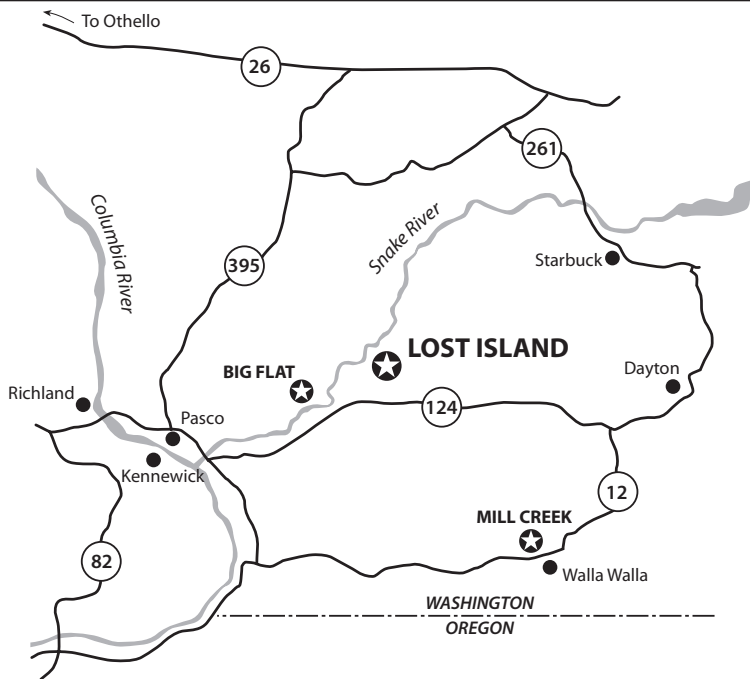 To Othello
26
261
Columbia River
Snake River
395
Starbuck
LOST ISLAND
BIG FLAT
Dayton
Richland
124
Pasco
Kennewick
12
MILL CREEK
82
Walla Walla
WASHINGTON
OREGON